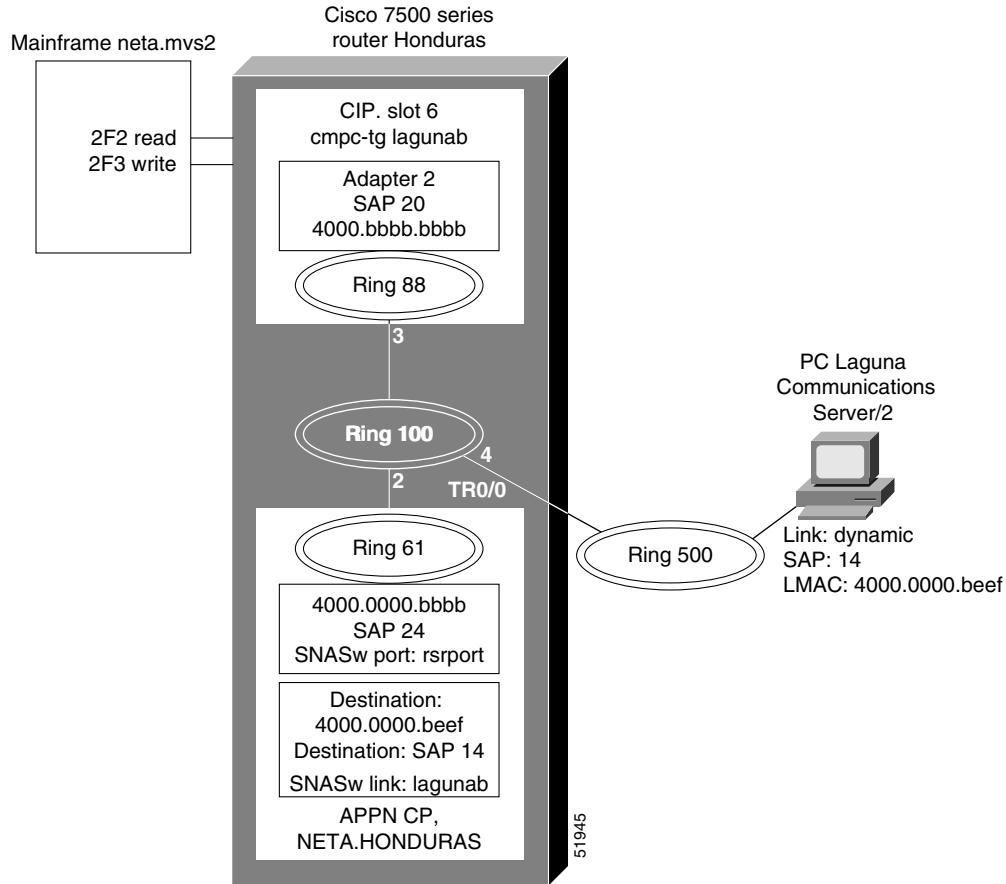 Cisco 7500 series
router Honduras
Mainframe neta.mvs2
2F2 read
2F3 write
CIP. slot 6
cmpc-tg lagunab
Adapter 2
SAP 20
4000.bbbb.bbbb
Ring 88
3
Ring 100
4
2
TR0/0
PC Laguna
Communications
Server/2
Link: dynamic
SAP: 14
LMAC: 4000.0000.beef
Ring 500
Ring 61
4000.0000.bbbb
SAP 24
SNASw port: rsrport
Destination:
4000.0000.beef
Destination: SAP 14
SNASw link: lagunab
APPN CP,
NETA.HONDURAS
51945